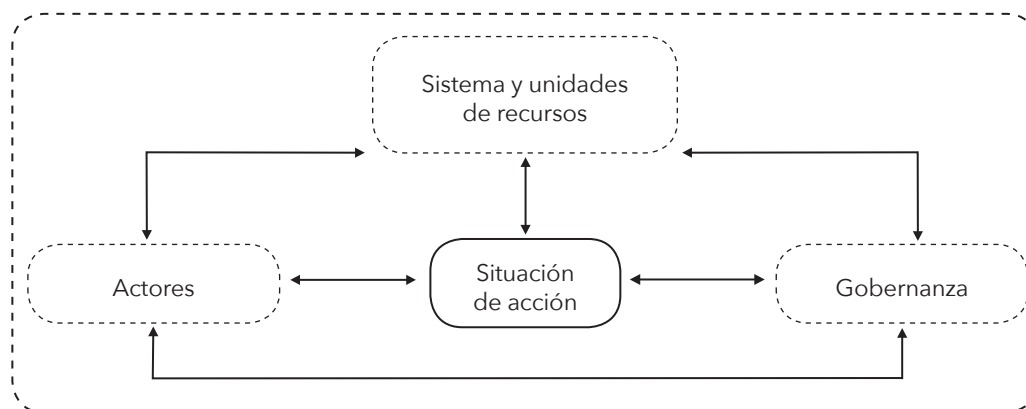 Sistema y unidades
de recursos
Actores
Situación
de acción
Gobernanza